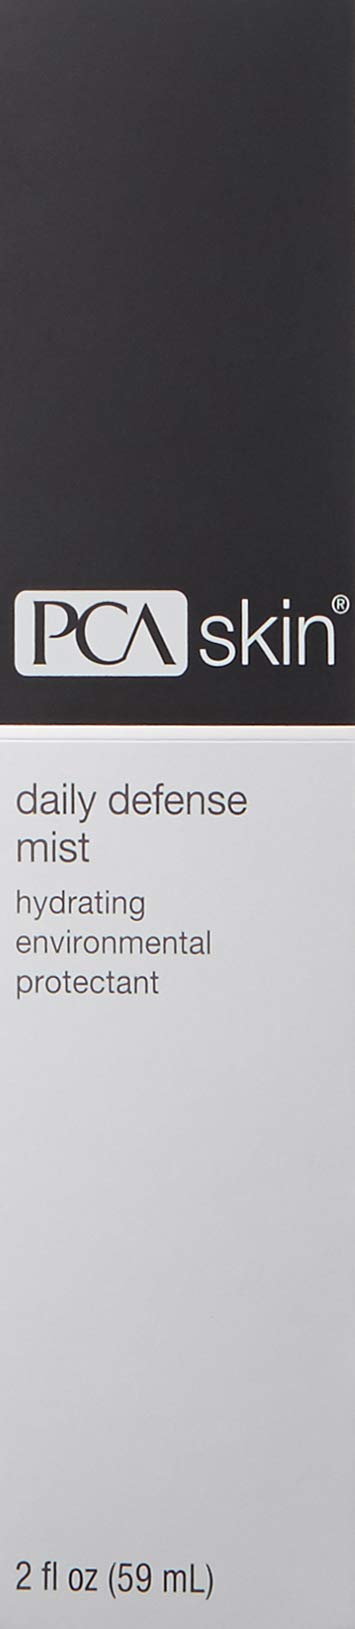 PCA skin®
daily defense
mist
hydrating
environmental
protectant
2 fl oz (59 mL)